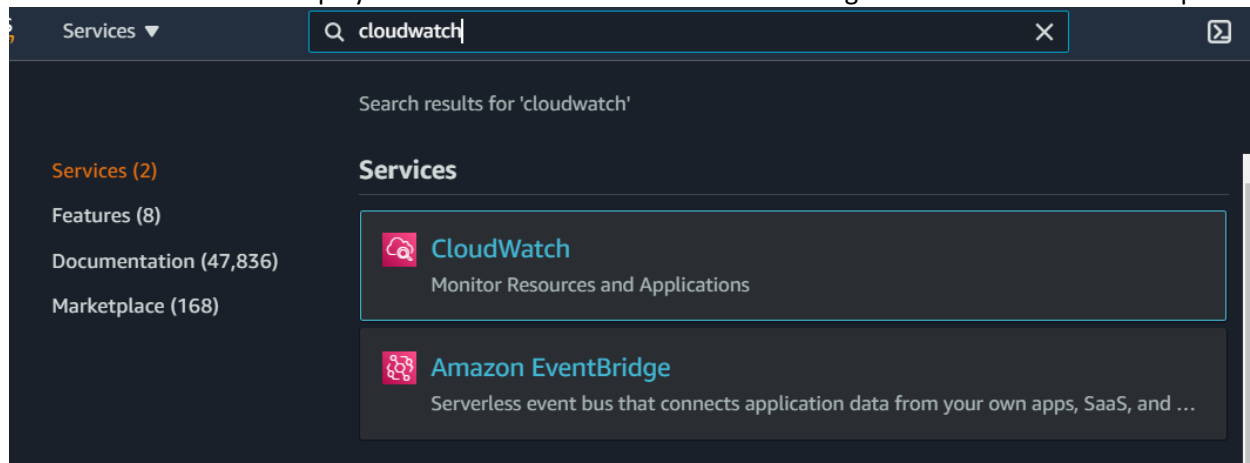 Services ▼
cloudwatch
Search results for 'cloudwatch'
Services (2)
Services
Features (8)
CloudWatch
Documentation (47,836)
Monitor Resources and Applications
Marketplace (168)
Amazon EventBridge
Serverless event bus that connects application data from your own apps, SaaS, and ...